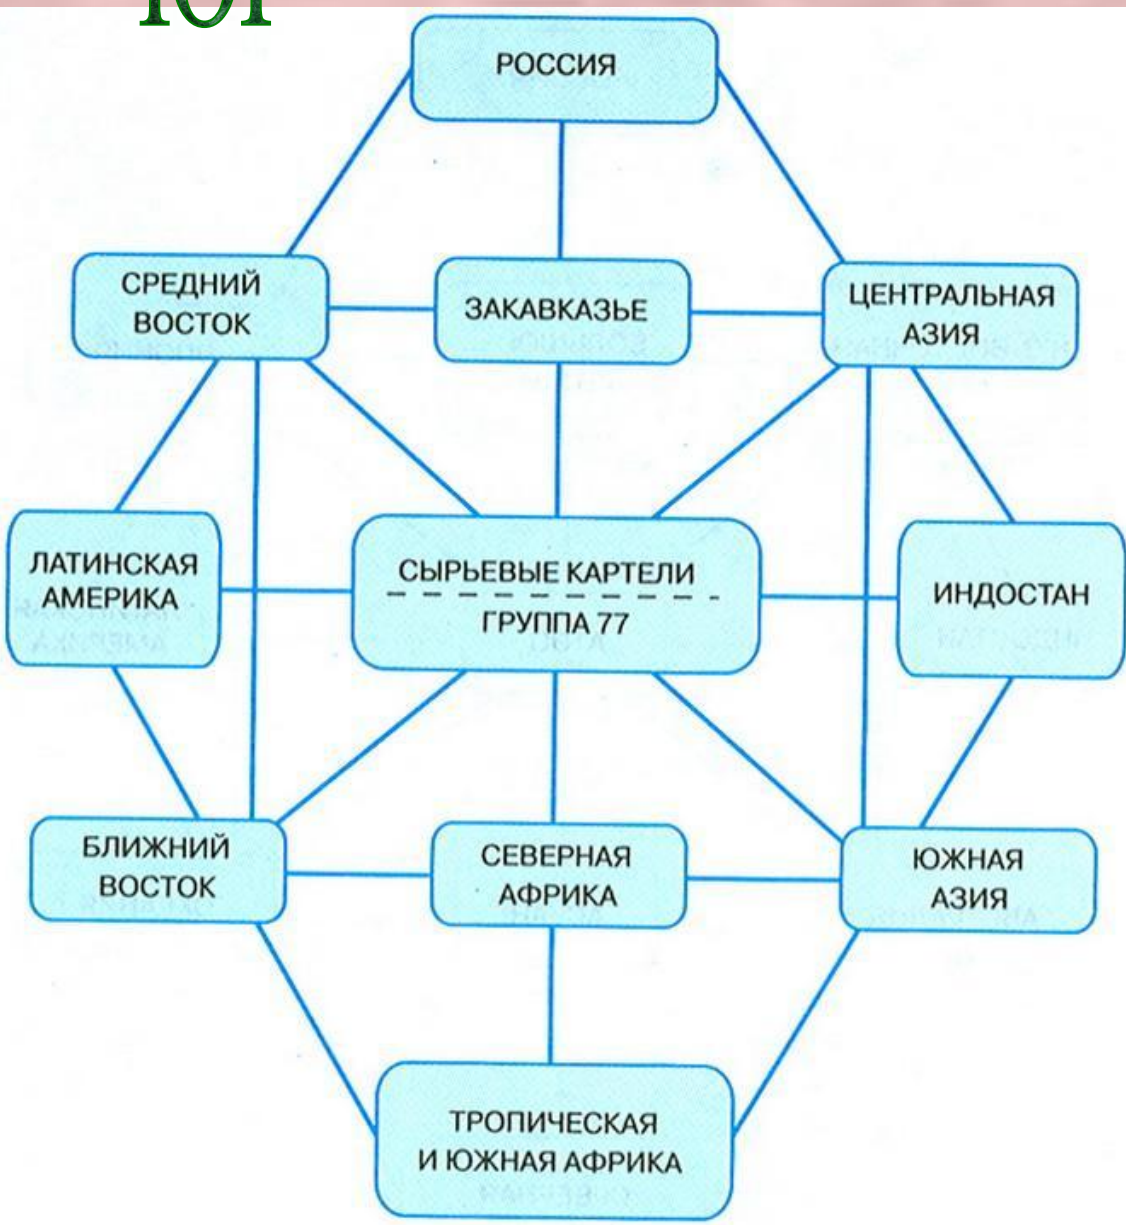 ЮГ
РОССИЯ
СРЕДНИЙ
ВОСТОК
ЗАКАВКАЗЬЕ
ЦЕНТРАЛЬНАЯ
АЗИЯ
ЛАТИНСКАЯ
АМЕРИКА
СЫРЬЕВЫЕ КАРТЕЛИ
ГРУППА 77
ИНДОСТАН
БЛИЖНИЙ
ВОСТОК
СЕВЕРНАЯ
АФРИКА
ЮЖНАЯ
АЗИЯ
ТРОПИЧЕСКАЯ
И ЮЖНАЯ АФРИКА